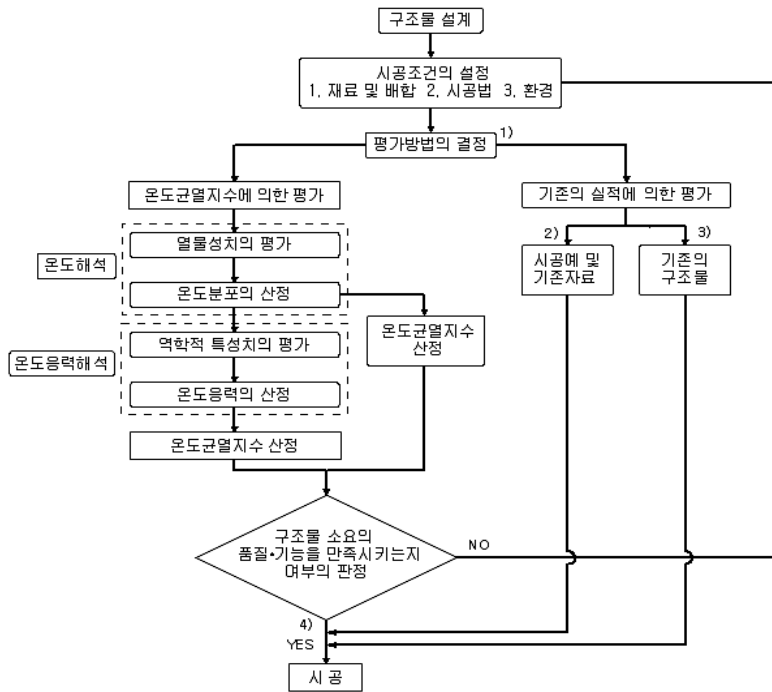 구조물 설계
시공조건의 설정
1, 재료 및 배합 2, 시공법 3, 환경
평가방법의 결정
1)
온도균열지수에 의한 평가
기존의 실적에 의한 평가
열물성치의 평가
2)
3)
온도해석
시공예 및
기존자료
기존의
구조물
온도분포의 산정
온도균열지수
산정
역학적 특성치의 평가
온도응력해석
온도응력의 산정
온도균열지수 산정
구조물 소요의
품질•기능을 만족시키는지
여부의 판정
NO
4)
YES
시 공